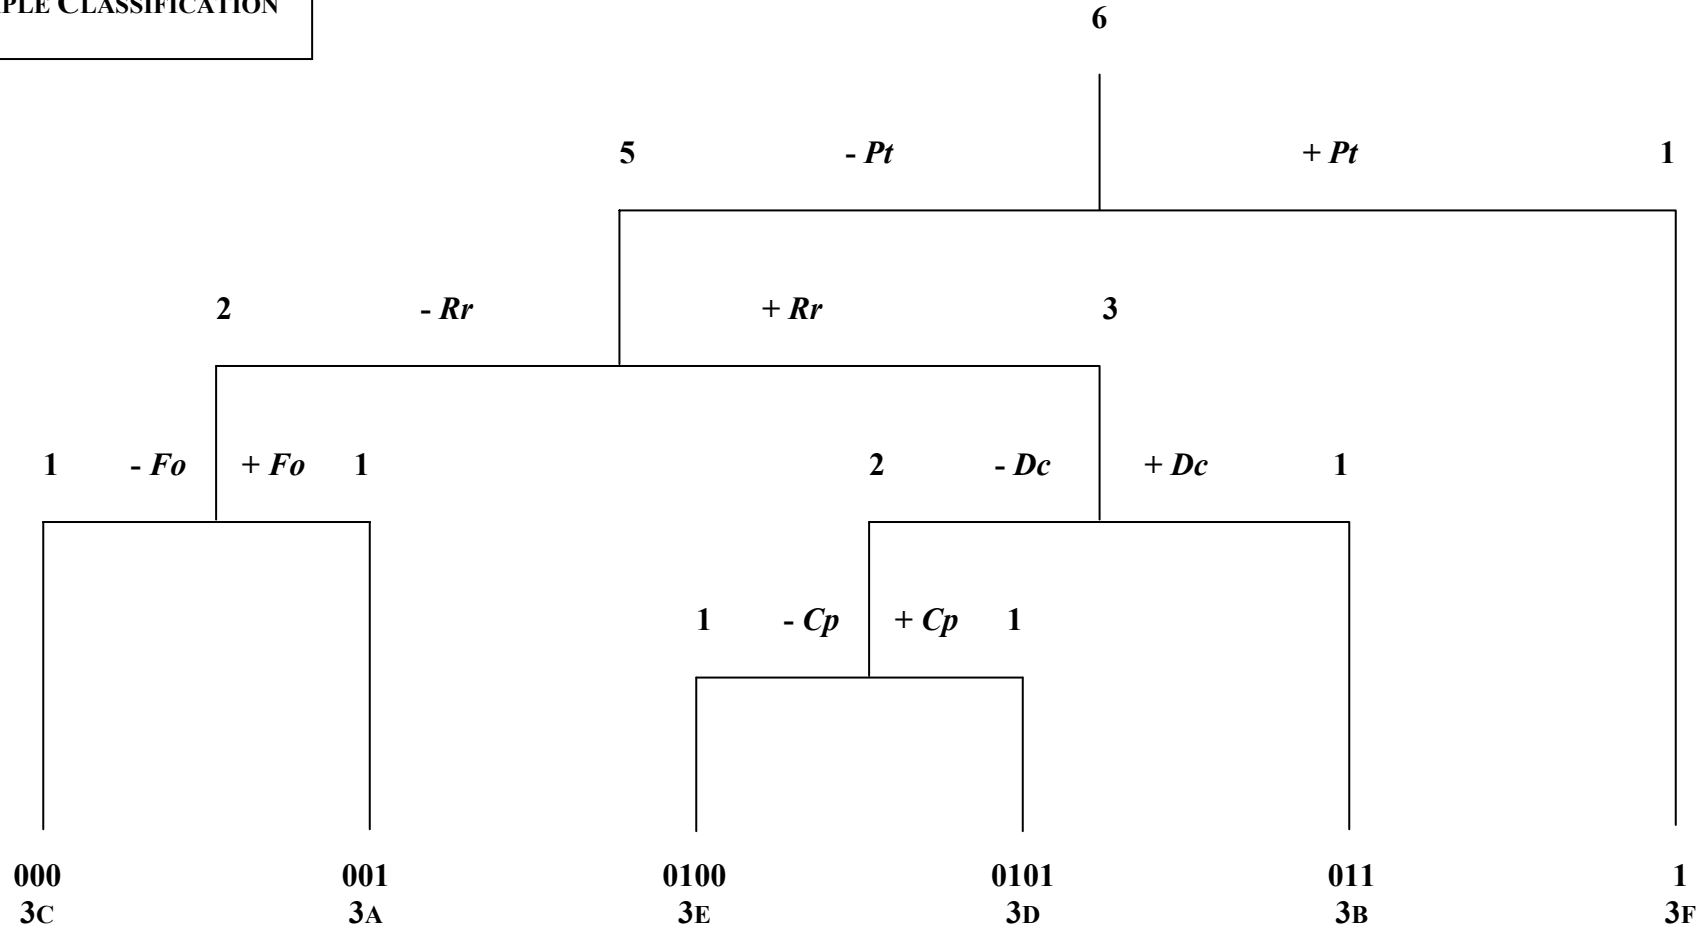 CLASSIFICATION
6
5 - Pt + Pt 1
2 - Rr + Rr 3
1 - Fo + Fo 1 2 - Dc + Dc 1
1 - Cp + Cp 1
000 001 0100 0101 011 1
3C 3A 3E 3D 3B 3F